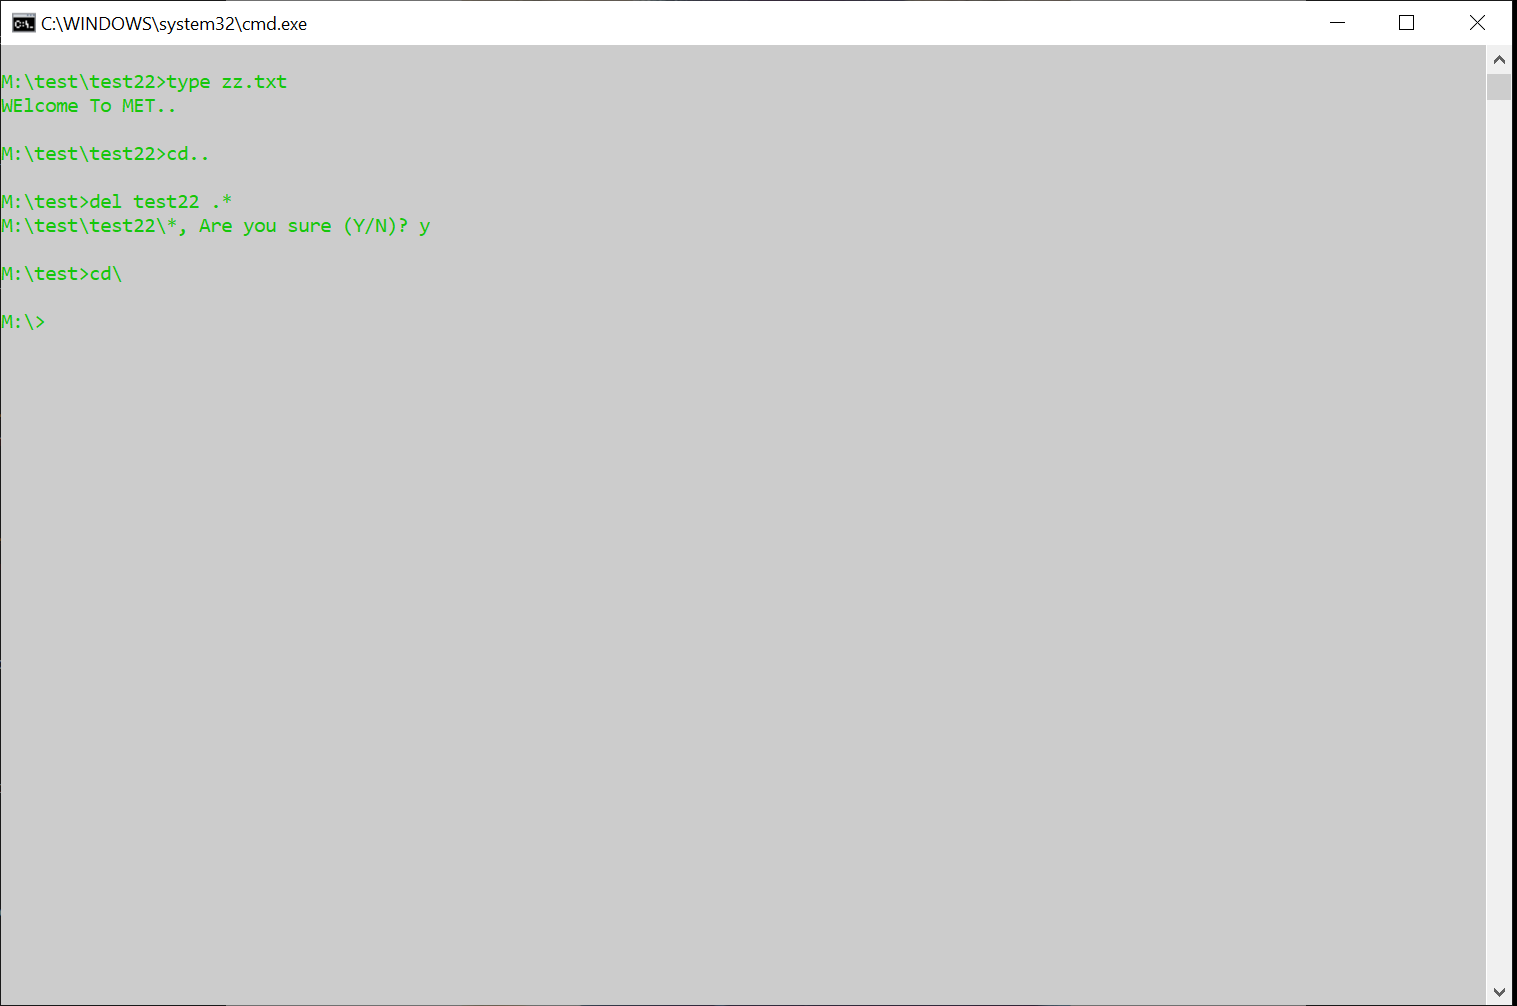 C:\WINDOWS\system32\cmd.exe
M:\test\test22>type zz.txt
WElcome To MET..
M:\test\test22>cd..
M:\test>del test22 .*
M:\test\test22\*, Are you sure (Y/N)? y
M:\test>cd\
M:\>